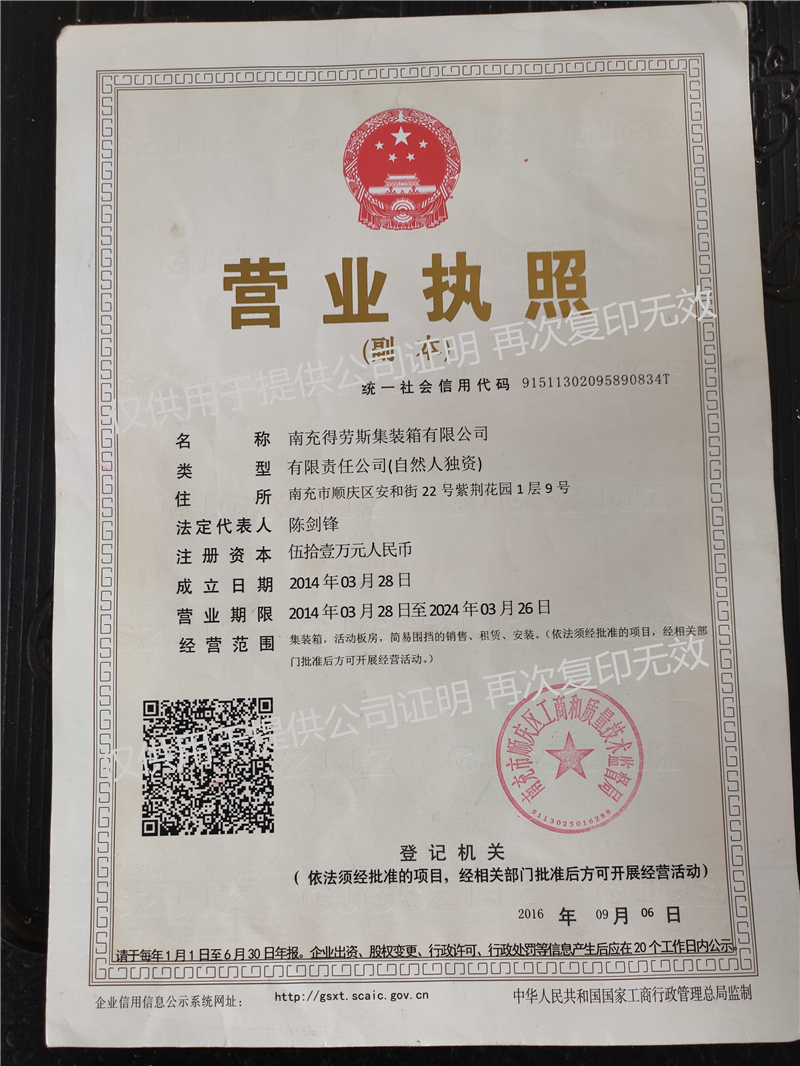 营业执照
(副 本)
统一社会信用代码 91511302095890834T
名称 南充得劳斯集装箱有限公司
类型 有限责任公司(自然人独资)
住所 南充市顺庆区安和街22号紫荆花园1层9号
法定代表人 陈剑锋
注册资本 伍拾壹万元人民币
成立日期 2014年03月28日
营业期限 2014年03月28日至2024年03月26日
经营范围 集装箱，活动板房，简易围挡的销售、租赁、安装。（依法须经批准的项目，经相关部
门批准后方可开展经营活动。）
仅供用于提供公司证明 再次复印无效
仅供用于提供公司证明 再次复印无效
南充市顺庆区工商和质量技术监督局
5113025016288
登记机关
（依法须经批准的项目，经相关部门批准后方可开展经营活动）
2016 年 09 月 06 日
请于每年1月1日至6月30日年报。企业出资、股权变更、行政许可、行政处罚等信息产生后应在20个工作日内公示。
企业信用信息公示系统网址： http://gsxt.scaic.gov.cn
中华人民共和国国家工商行政管理总局监制